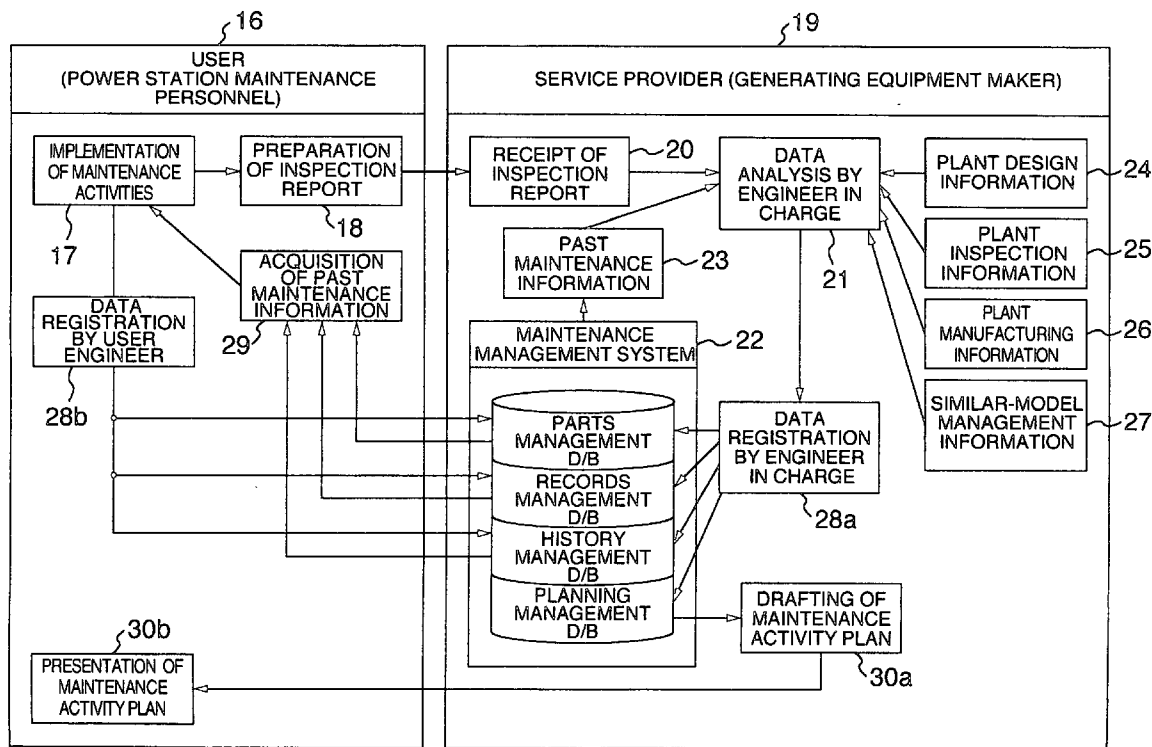 16
USER
(POWER STATION MAINTENANCE
PERSONNEL)
IMPLEMENTATION
OF MAINTENANCE
ACTIVITIES
17
PREPARATION
OF INSPECTION
REPORT
18
ACQUISITION
OF PAST
MAINTENANCE
INFORMATION
29
DATA
REGISTRATION
BY USER
ENGINEER
28b
30b
PRESENTATION OF
MAINTENANCE
ACTIVITY PLAN
19
SERVICE PROVIDER (GENERATING EQUIPMENT MAKER)
RECEIPT OF
INSPECTION
REPORT
20
DATA
ANALYSIS BY
ENGINEER IN
CHARGE
21
PLANT DESIGN
INFORMATION
24
PLANT
INSPECTION
INFORMATION
25
PLANT
MANUFACTURING
INFORMATION
26
SIMILAR-MODEL
MANAGEMENT
INFORMATION
27
PAST
MAINTENANCE
INFORMATION
23
MAINTENANCE
MANAGEMENT SYSTEM
22
PARTS
MANAGEMENT
D/B
RECORDS
MANAGEMENT
D/B
HISTORY
MANAGEMENT
D/B
PLANNING
MANAGEMENT
D/B
DATA
REGISTRATION
BY ENGINEER
IN CHARGE
28a
DRAFTING OF
MAINTENANCE
ACTIVITY PLAN
30a